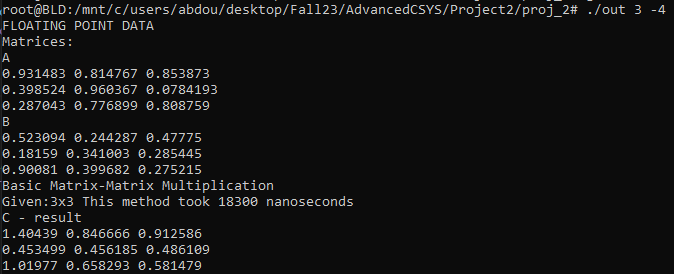 root@BLD:/mnt/c/users/abdou/desktop/Fall23/AdvancedCSYS/Project2/proj_2# ./out 3 -4
FLOATING POINT DATA
Matrices:
A
0.931483 0.814767 0.853873
0.398524 0.960367 0.0784193
0.287043 0.776899 0.808759
B
0.523094 0.244287 0.47775
0.18159 0.341003 0.285445
0.90081 0.399682 0.275215
Basic Matrix-Matrix Multiplication
Given:3x3 This method took 18300 nanoseconds
C - result
1.40439 0.846666 0.912586
0.453499 0.456185 0.486109
1.01977 0.658293 0.581479